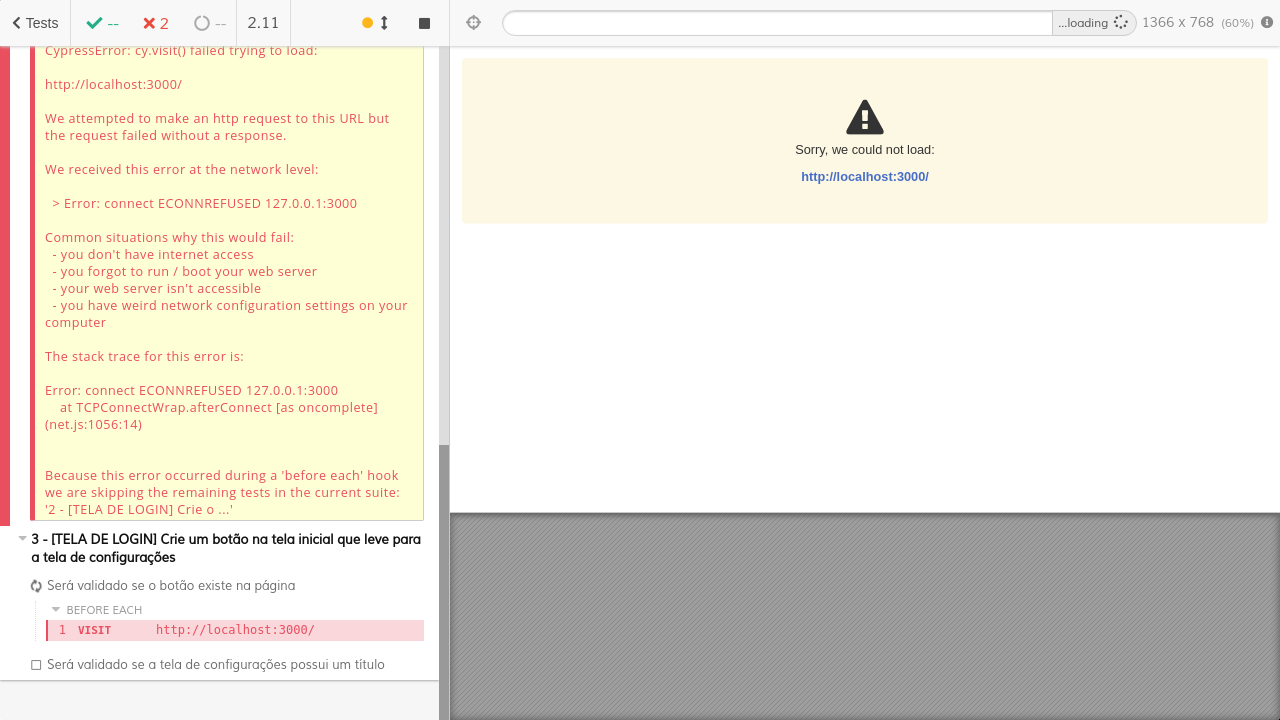 Tests
--
2
--
2.11
...loading
1366 x 768 (60%)
CypressError: cy.visit() failed trying to load:
http://localhost:3000/
We attempted to make an http request to this URL but
the request failed without a response.
We received this error at the network level:
> Error: connect ECONNREFUSED 127.0.0.1:3000
Common situations why this would fail:
- you don't have internet access
- you forgot to run / boot your web server
- your web server isn't accessible
- you have weird network configuration settings on your
computer
The stack trace for this error is:
Error: connect ECONNREFUSED 127.0.0.1:3000
at TCPConnectWrap.afterConnect [as oncomplete]
(net.js:1056:14)
Because this error occurred during a 'before each' hook
we are skipping the remaining tests in the current suite:
'2 - [TELA DE LOGIN] Crie o ...'
3 - [TELA DE LOGIN] Crie um botão na tela inicial que leve para
a tela de configurações
Será validado se o botão existe na página
BEFORE EACH
1 VISIT http://localhost:3000/
Será validado se a tela de configurações possui um título
Sorry, we could not load:
http://localhost:3000/